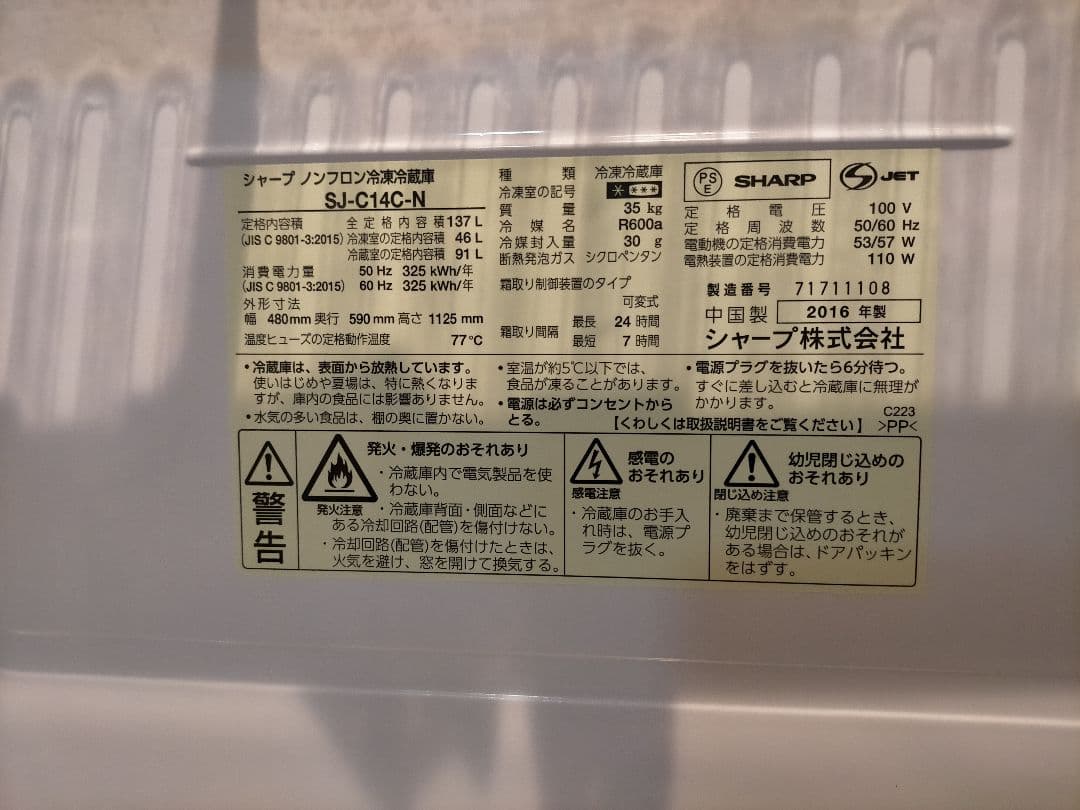 シャープ ノンフロン冷凍冷蔵庫
SJ-C14C-N
定格内容積 全定格内容積 137 L
(JIS C 9801-3:2015) 冷凍室の定格内容積 46 L
冷蔵室の定格内容積 91 L
消費電力量 50 Hz 325 kWh/年
(JIS C 9801-3:2015) 60 Hz 325 kWh/年
外形寸法
幅 480mm 奥行 590mm 高さ 1125 mm
温度ヒューズの定格動作温度 77℃
種類 冷凍冷蔵庫
冷凍室の記号 * ***
質量 35 kg
冷媒名 R600a
冷媒封入量 30 g
断熱発泡ガス シクロペンタン
霜取り制御装置のタイプ
可変式
霜取り間隔 最長 24 時間
最短 7 時間
PS E SHARP JET
定格電圧 100 V
定格周波数 50/60 Hz
電動機の定格消費電力 53/57 W
電熱装置の定格消費電力 110 W
製造番号 71711108
中国製 2016 年製
シャープ株式会社
・冷蔵庫は、表面から放熱しています。
使いはじめや夏場は、特に熱くなりま
すが、庫内の食品には影響ありません。
・水気の多い食品は、棚の奥に置かない。
・室温が約5℃以下では、
食品が凍ることがあります。
・電源は必ずコンセントから
とる。
・電源プラグを抜いたら6分待つ。
すぐに差し込むと冷蔵庫に無理が
かかります。
C223
【くわしくは取扱説明書をご覧ください】 >PP<
警告
発火・爆発のおそれあり
発火注意
・冷蔵庫内で電気製品を使
わない。
・冷蔵庫背面・側面などに
ある冷却回路(配管)を傷付けない。
・冷却回路(配管)を傷付けたときは、
火気を避け、窓を開けて換気する。
感電の
おそれあり
感電注意
・冷蔵庫のお手入
れ時は、電源プ
ラグを抜く。
幼児閉じ込めの
おそれあり
閉じ込め注意
・廃棄まで保管するとき、
幼児閉じ込めのおそれが
ある場合は、ドアパッキン
をはずす。